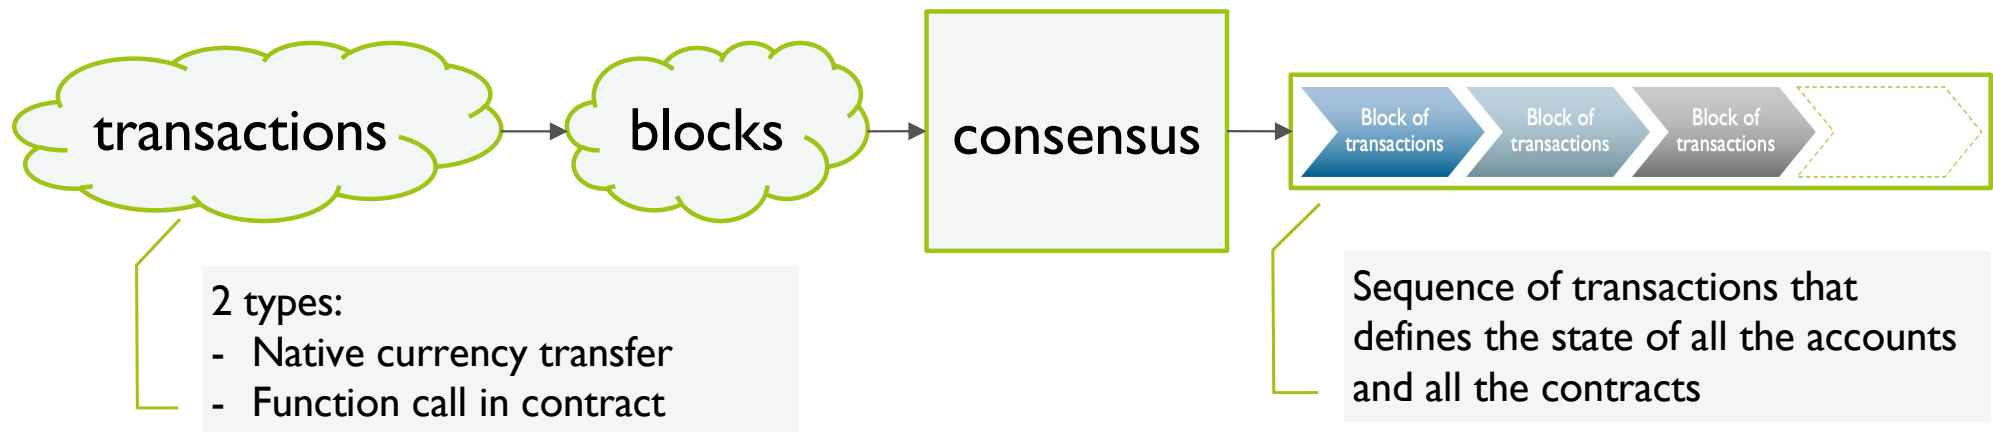 transactions
blocks
consensus
Block of
transactions
Block of
transactions
Block of
transactions
2 types:
- Native currency transfer
- Function call in contract
Sequence of transactions that
defines the state of all the accounts
and all the contracts